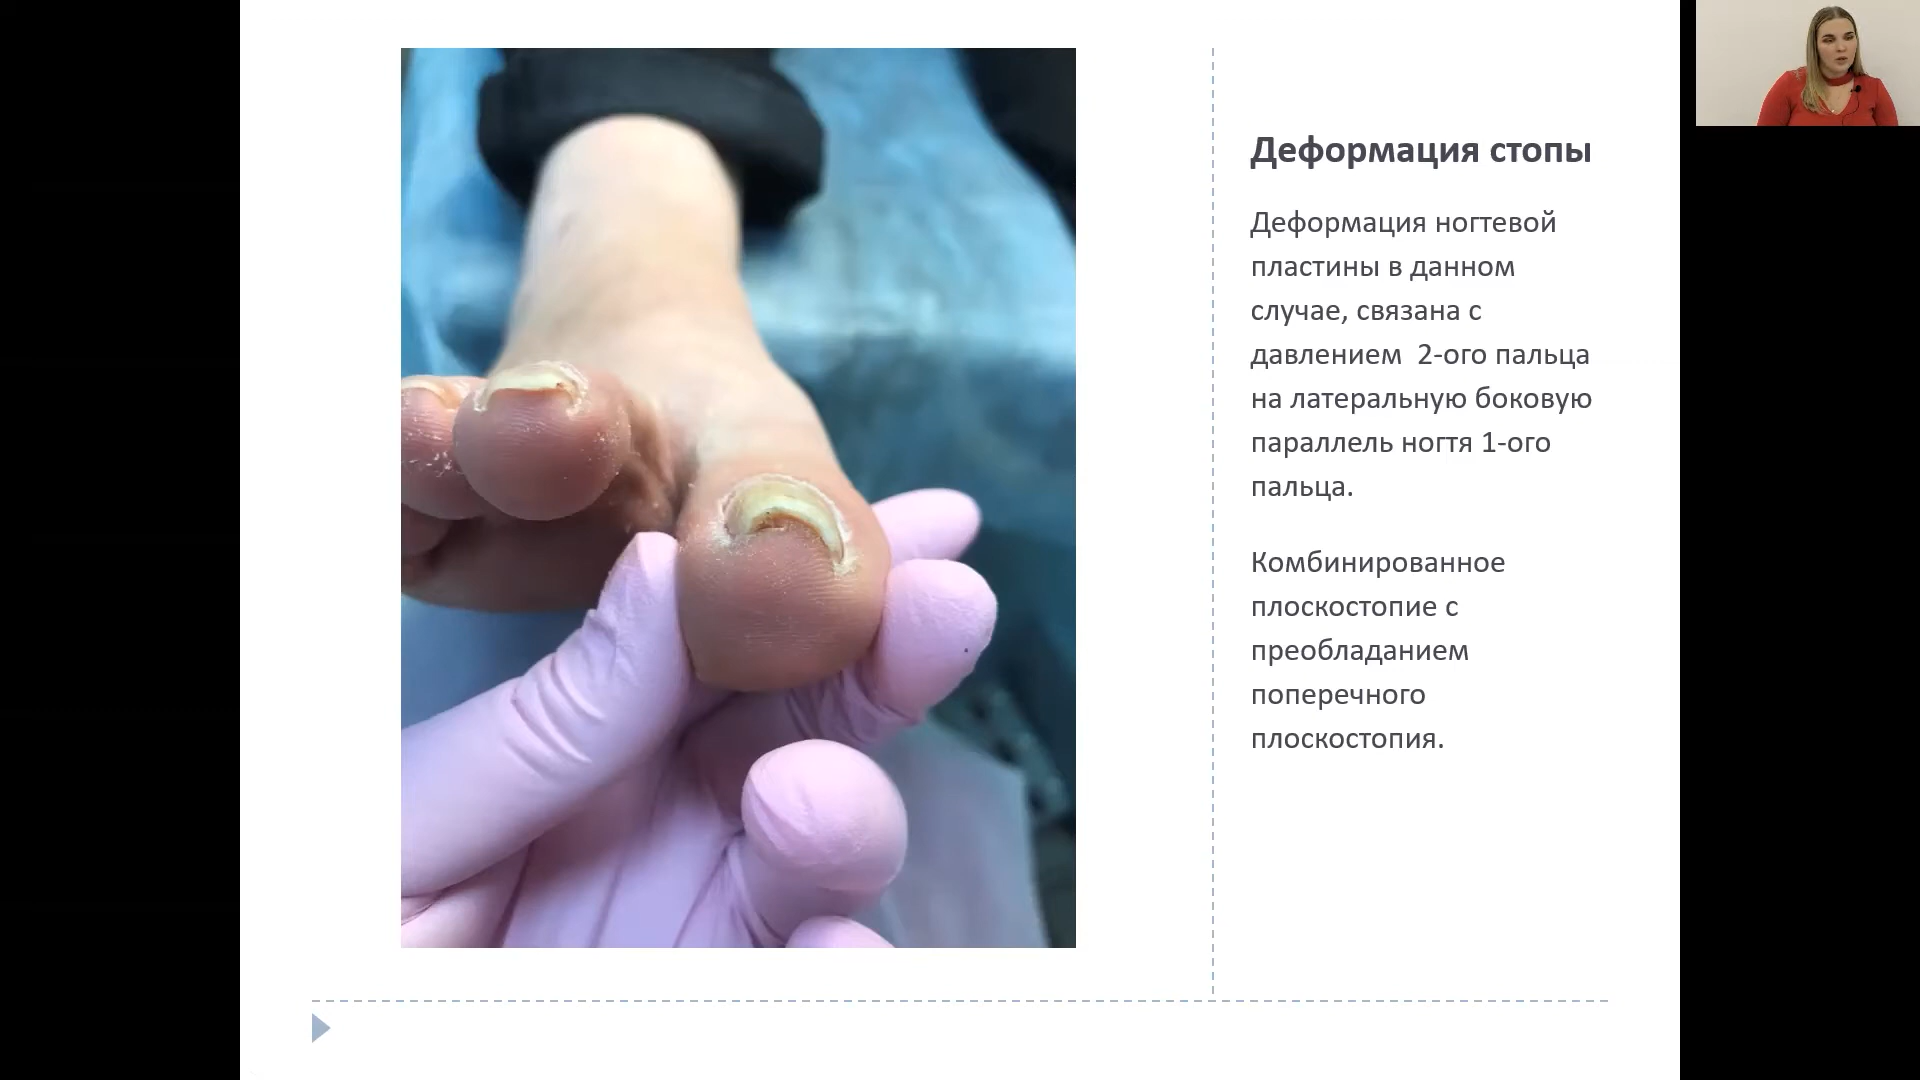 Деформация стопы
Деформация ногтевой
пластины в данном
случае, связана с
давлением  2-ого пальца
на латеральную боковую
параллель ногтя 1-ого
пальца.
Комбинированное
плоскостопие с
преобладанием
поперечного
плоскостопия.